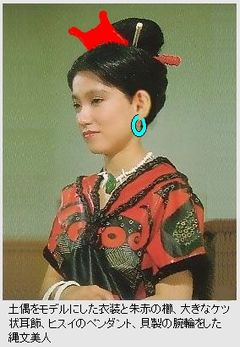 土偶をモデルにした衣装と朱赤の櫛、大きなケツ
状耳飾、ヒスイのペンダント、貝製の腕輪をした
縄文美人